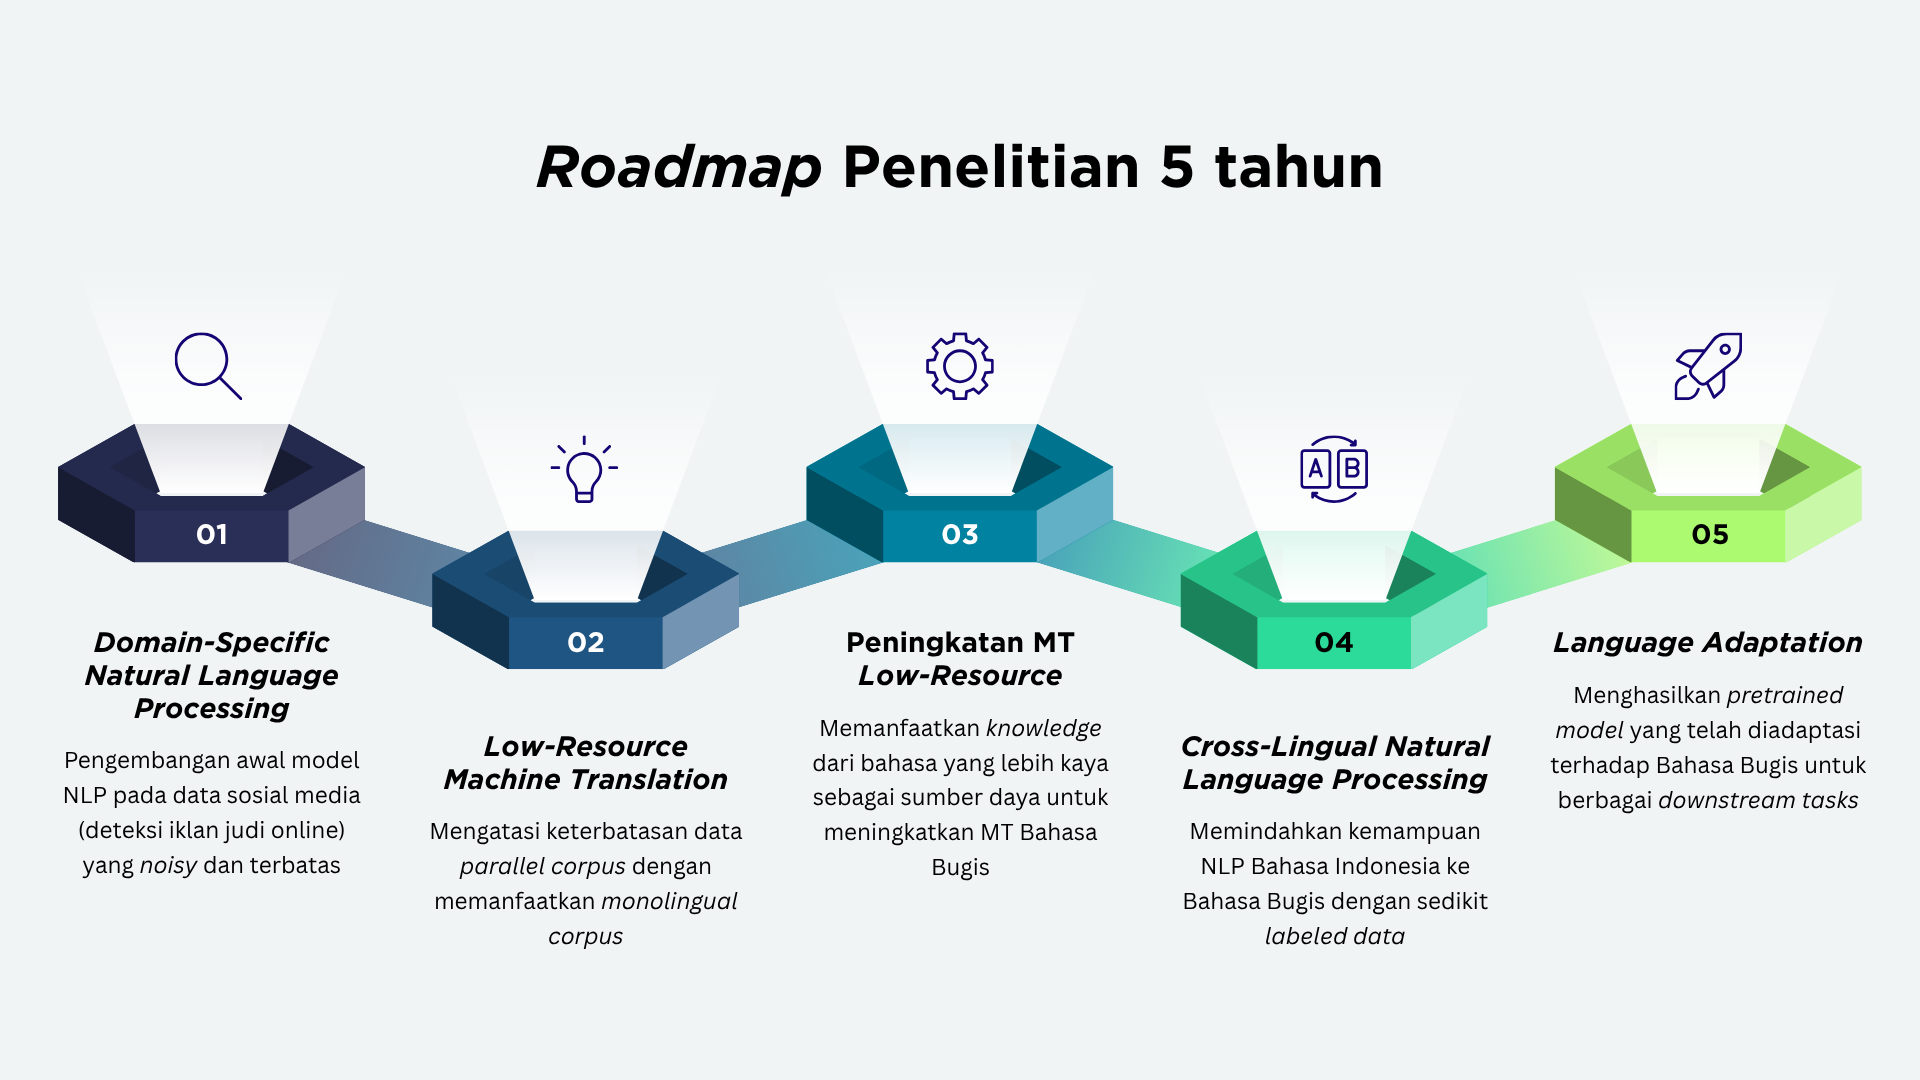 Roadmap Penelitian 5 tahun
01
Domain-Specific
Natural Language
Processing
Pengembangan awal model
NLP pada data sosial media
(deteksi iklan judi online)
yang noisy dan terbatas
02
Low-Resource
Machine Translation
Mengatasi keterbatasan data
parallel corpus dengan
memanfaatkan monolingual
corpus
03
Peningkatan MT
Low-Resource
Memanfaatkan knowledge
dari bahasa yang lebih kaya
sebagai sumber daya untuk
meningkatkan MT Bahasa
Bugis
A B
04
Cross-Lingual Natural
Language Processing
Memindahkan kemampuan
NLP Bahasa Indonesia ke
Bahasa Bugis dengan sedikit
labeled data
05
Language Adaptation
Menghasilkan pretrained
model yang telah diadaptasi
terhadap Bahasa Bugis untuk
berbagai downstream tasks